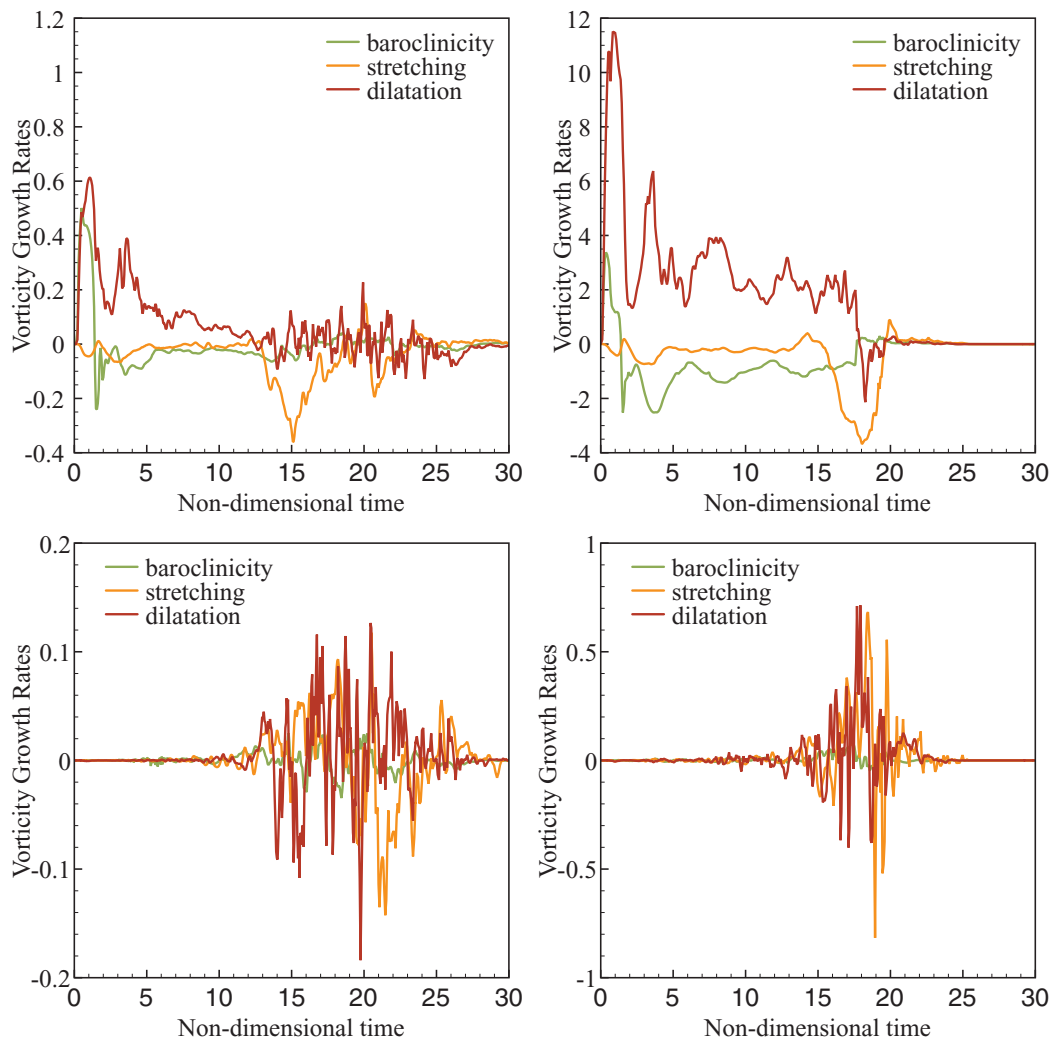 1.2
1
0.8
0.6
0.4
0.2
0
-0.2
-0.4
Vorticity Growth Rates
baroclinicity
stretching
dilatation
0 5 10 15 20 25 30
Non-dimensional time
12
10
8
6
4
2
0
-2
-4
Vorticity Growth Rates
baroclinicity
stretching
dilatation
0 5 10 15 20 25 30
Non-dimensional time
0.2
0.1
0
-0.1
-0.2
Vorticity Growth Rates
baroclinicity
stretching
dilatation
0 5 10 15 20 25 30
Non-dimensional time
1
0.5
0
-0.5
-1
Vorticity Growth Rates
baroclinicity
stretching
dilatation
0 5 10 15 20 25 30
Non-dimensional time